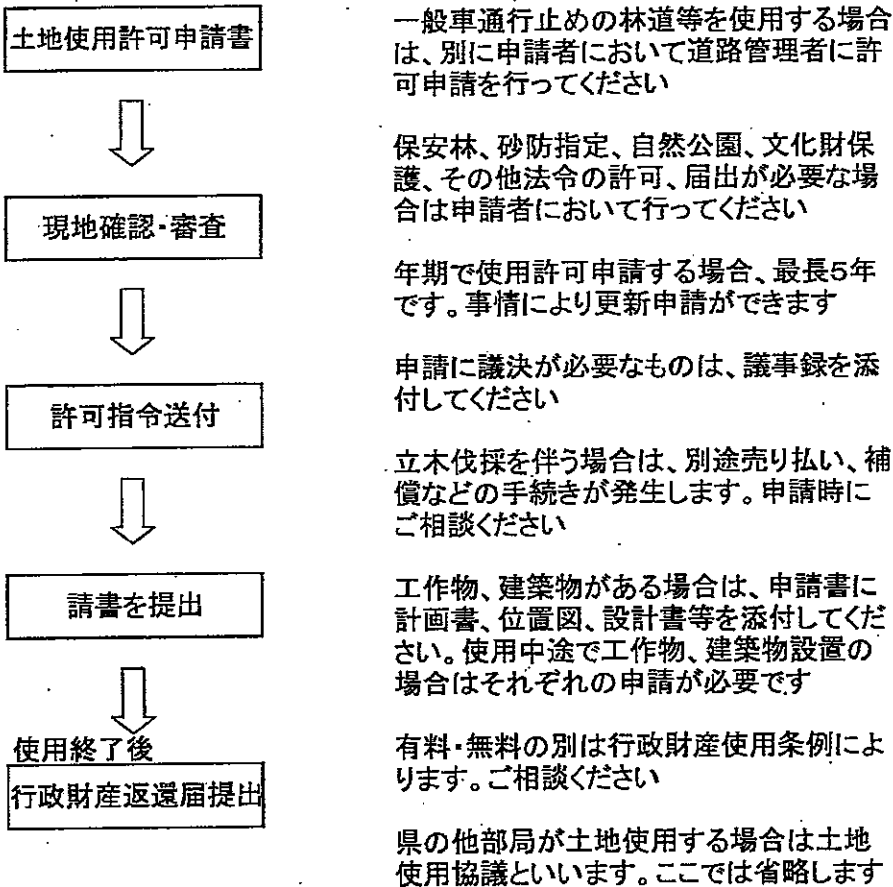 土地使用許可申請書
現地確認・審査
許可指令送付
請書を提出
使用終了後
行政財産返還届提出
一般車通行止めの林道等を使用する場合
は、別に申請者において道路管理者に許
可申請を行ってください
保安林、砂防指定、自然公園、文化財保
護、その他法令の許可、届出が必要な場
合は申請者において行ってください
年期で使用許可申請する場合、最長5年
です。事情により更新申請ができます
申請に議決が必要なものは、議事録を添
付してください
立木伐採を伴う場合は、別途売り払い、補
償などの手続きが発生します。申請時に
ご相談ください
工作物、建築物がある場合は、申請書に
計画書、位置図、設計書等を添付してくだ
さい。使用中途で工作物、建築物設置の
場合はそれぞれの申請が必要です
有料・無料の別は行政財産使用条例によ
ります。ご相談ください
県の他部局が土地使用する場合は土地
使用協議といいます。ここでは省略します